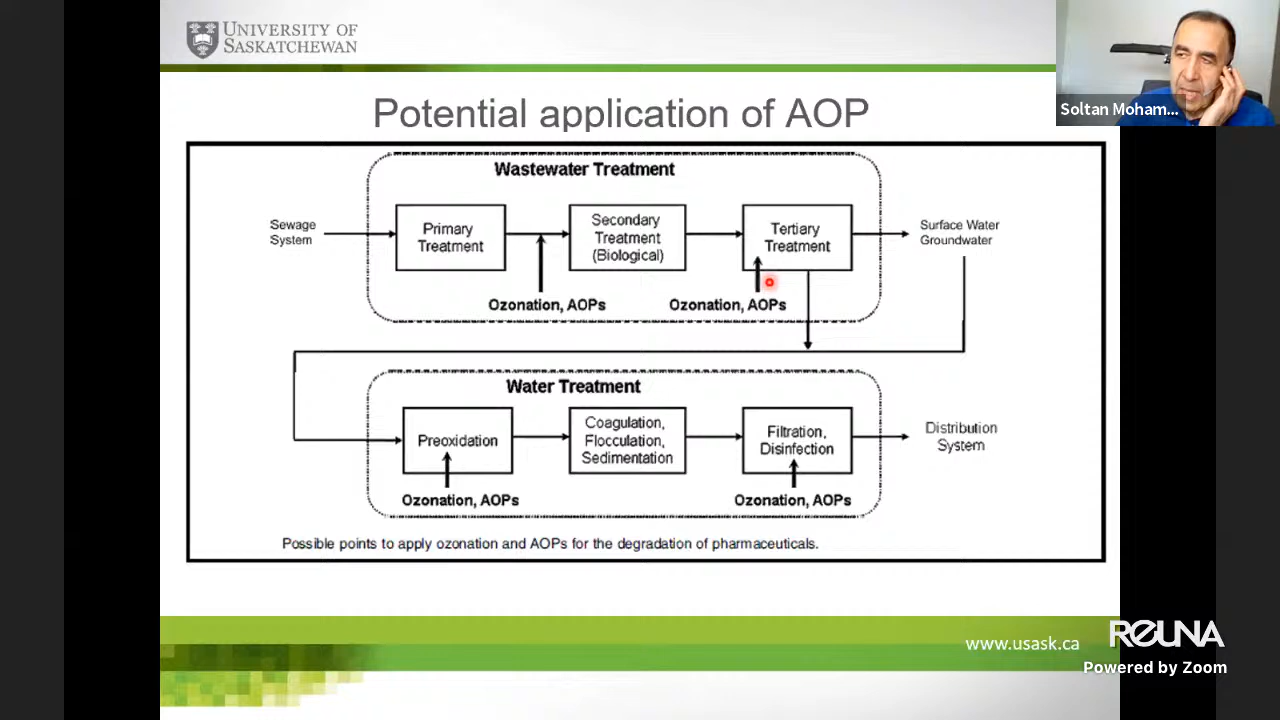 UNIVERSITY OF
SASKATCHEWAN
Soltan Moham...
Potential application of AOP
Wastewater Treatment
Sewage
System
Primary
Treatment
Secondary
Treatment
(Biological)
Tertiary
Treatment
Surface Water
Groundwater
Ozonation, AOPs
Ozonation, AOPs
Water Treatment
Preoxidation
Coagulation,
Flocculation,
Sedimentation
Filtration,
Disinfection
Distribution
System
Ozonation, AOPs
Ozonation, AOPs
Possible points to apply ozonation and AOPs for the degradation of pharmaceuticals.
www.usask.ca
REUNA
Powered by Zoom